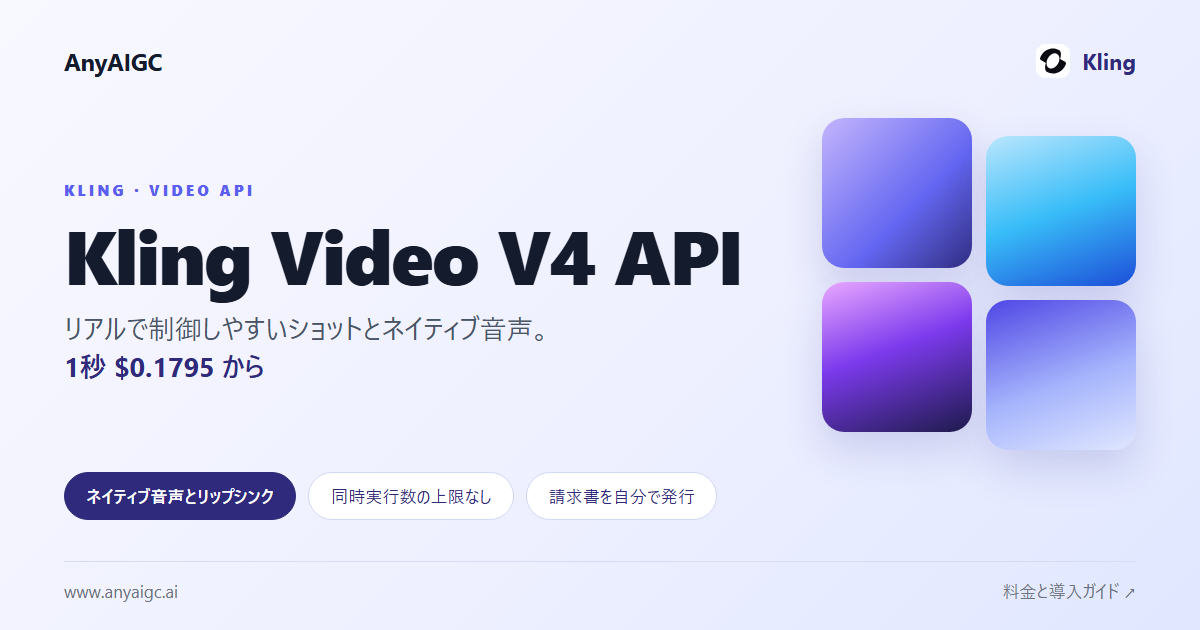 AnyAIGC
Kling
KLING · VIDEO API
Kling Video V4 API
リアルで制御しやすいショットとネイティブ音声。
1秒 $0.1795 から
ネイティブ音声とリップシンク
同時実行数の上限なし
請求書を自分で発行
www.anyaigc.ai
料金と導入ガイド ↗